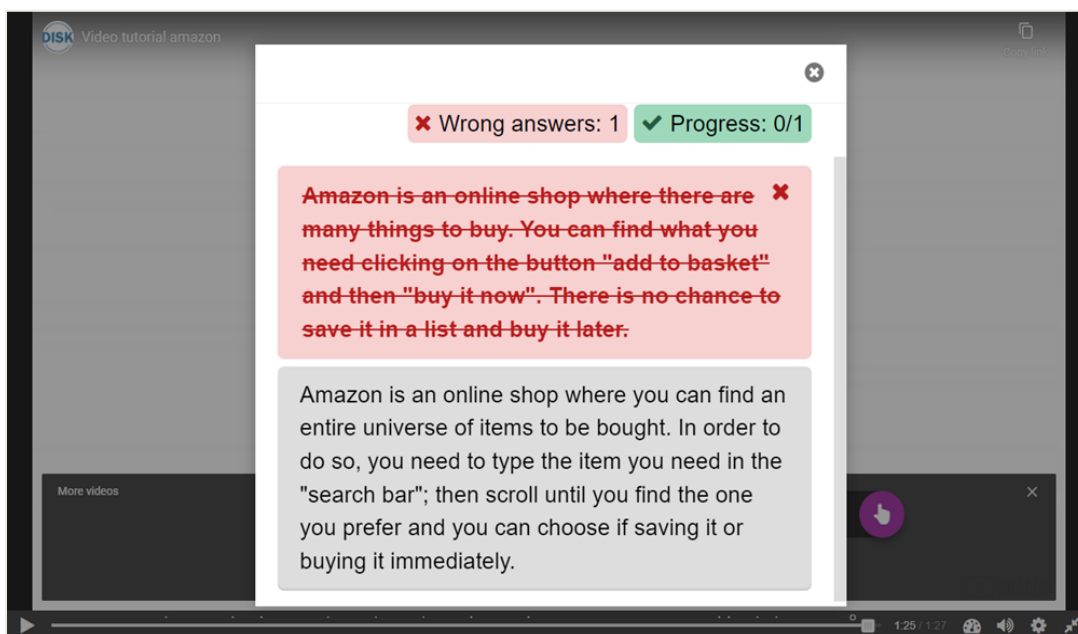 DISK Video tutorial amazon
Copy link
Wrong answers: 1
Progress: 0/1
Amazon is an online shop where there are
many things to buy. You can find what you
need clicking on the button "add to basket"
and then "buy it now". There is no chance to
save it in a list and buy it later.
Amazon is an online shop where you can find an
entire universe of items to be bought. In order to
do so, you need to type the item you need in the
"search bar"; then scroll until you find the one
you prefer and you can choose if saving it or
buying it immediately.
More videos
1:25 / 1:27